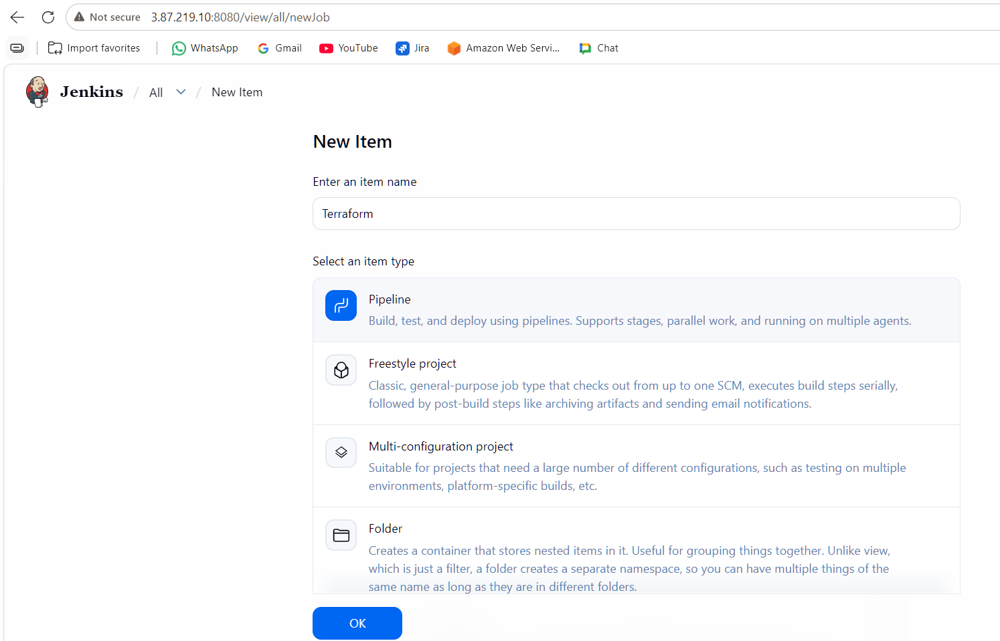 Not secure 3.87.219.10:8080/view/all/newJob
Import favorites WhatsApp Gmail YouTube Jira Amazon Web Servi... Chat
Jenkins / All / New Item
New Item
Enter an item name
Terraform
Select an item type
Pipeline
Build, test, and deploy using pipelines. Supports stages, parallel work, and running on multiple agents.
Freestyle project
Classic, general-purpose job type that checks out from up to one SCM, executes build steps serially,
followed by post-build steps like archiving artifacts and sending email notifications.
Multi-configuration project
Suitable for projects that need a large number of different configurations, such as testing on multiple
environments, platform-specific builds, etc.
Folder
Creates a container that stores nested items in it. Useful for grouping things together. Unlike view,
which is just a filter, a folder creates a separate namespace, so you can have multiple things of the
same name as long as they are in different folders.
OK